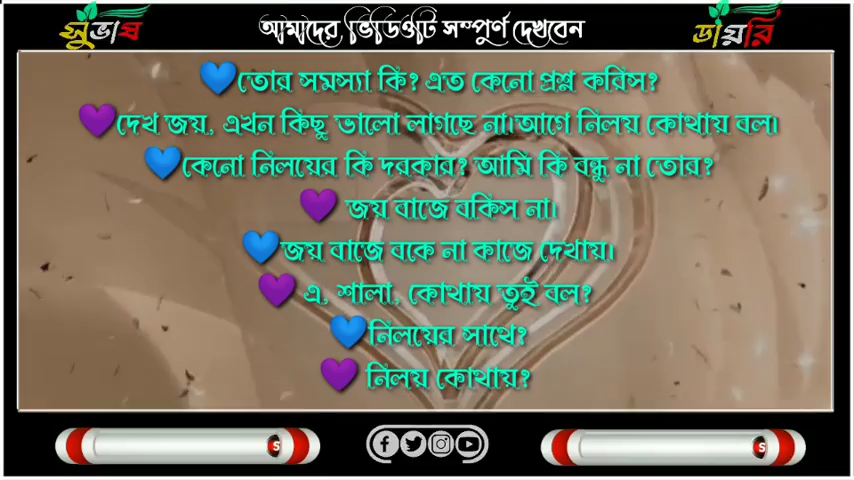 সুভাষ
আমাদের ভিডিওটি সম্পুর্ণ দেখবেন
ডায়রি
💙তোর সমস্যা কি? এত কেনো প্রশ্ন করিস?
💜দেখ জয়, এখন কিছু ভালো লাগছে না।আগে নিলয় কোথায় বল।
💙কেনো নিলয়ের কি দরকার? আমি কি বন্ধু না তোর?
💜 জয় বাজে বকিস না।
💙জয় বাজে বকে না কাজে দেখায়।
💜 এ, শালা, কোথায় তুই বল?
💙নিলয়ের সাথে?
💜 নিলয় কোথায়?
S
S